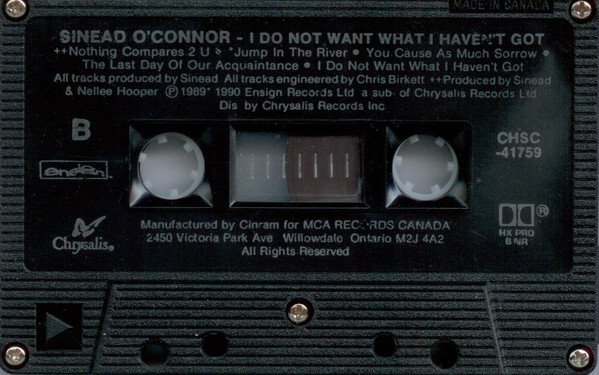 MADE IN CANADA
SINEAD O'CONNOR - I DO NOT WANT WHAT I HAVEN'T GOT
++Nothing Compares 2 U • *Jump In The River • You Cause As Much Sorrow •
The Last Day Of Our Acquaintance • I Do Not Want What I Haven't Got
All tracks produced by Sinead All tracks engineered by Chris Birkett ++Produced by Sinead
& Nellee Hooper Ⓟ 1989* 1990 Ensign Records Ltd a sub. of Chrysalis Records Ltd
Dis by Chrysalis Records Inc
B
CHSC
-41759
ensign
Chrysalis®
HX PRO
B NR
®
Manufactured by Cinram for MCA RECORDS CANADA
2450 Victoria Park Ave Willowdale Ontario M2J 4A2
All Rights Reserved